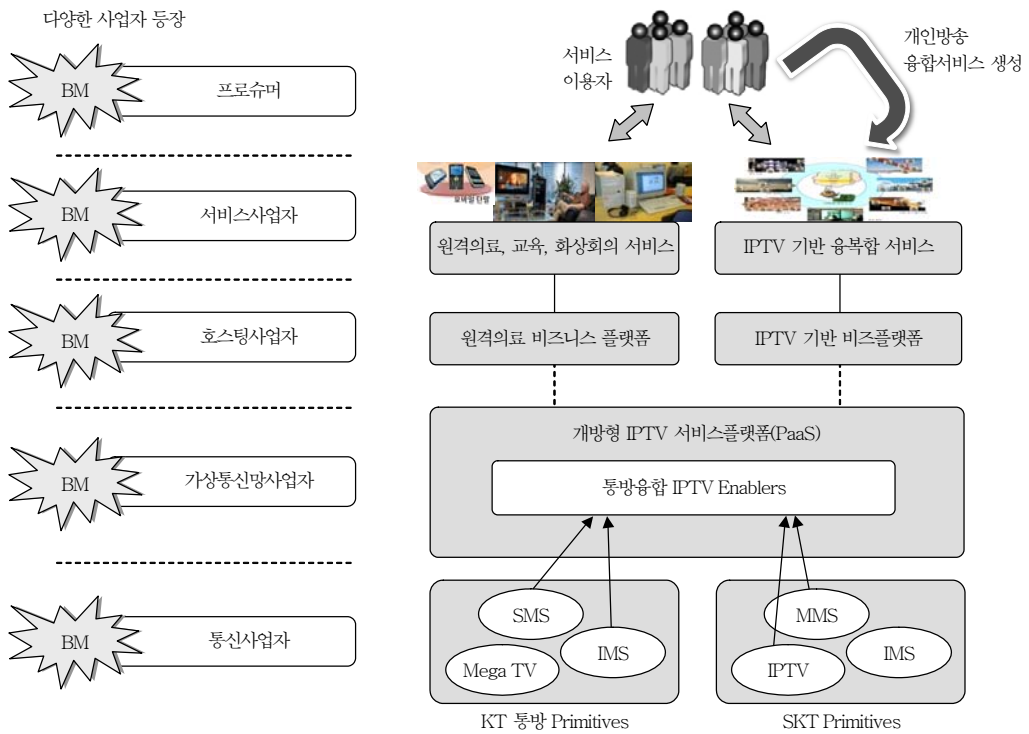 다양한 사업자 등장
BM
프로슈머
BM
서비스사업자
BM
호스팅사업자
BM
가상통신망사업자
BM
통신사업자
서비스
이용자
개인방송
융합서비스 생성
모바일 단말
원격의료, 교육, 화상회의 서비스
IPTV 기반 융복합 서비스
원격의료 비즈니스 플랫폼
IPTV 기반 비즈플랫폼
개방형 IPTV 서비스플랫폼(PaaS)
통방융합 IPTV Enablers
SMS
IMS
Mega TV
MMS
IMS
IPTV
KT 통방 Primitives
SKT Primitives